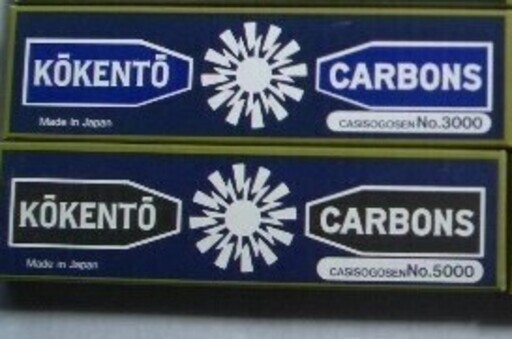 KŌKENTŌ CARBONS
Made in Japan CASISOGOSEN No.3000
KŌKENTŌ CARBONS
Made in Japan CASISOGOSEN No.5000